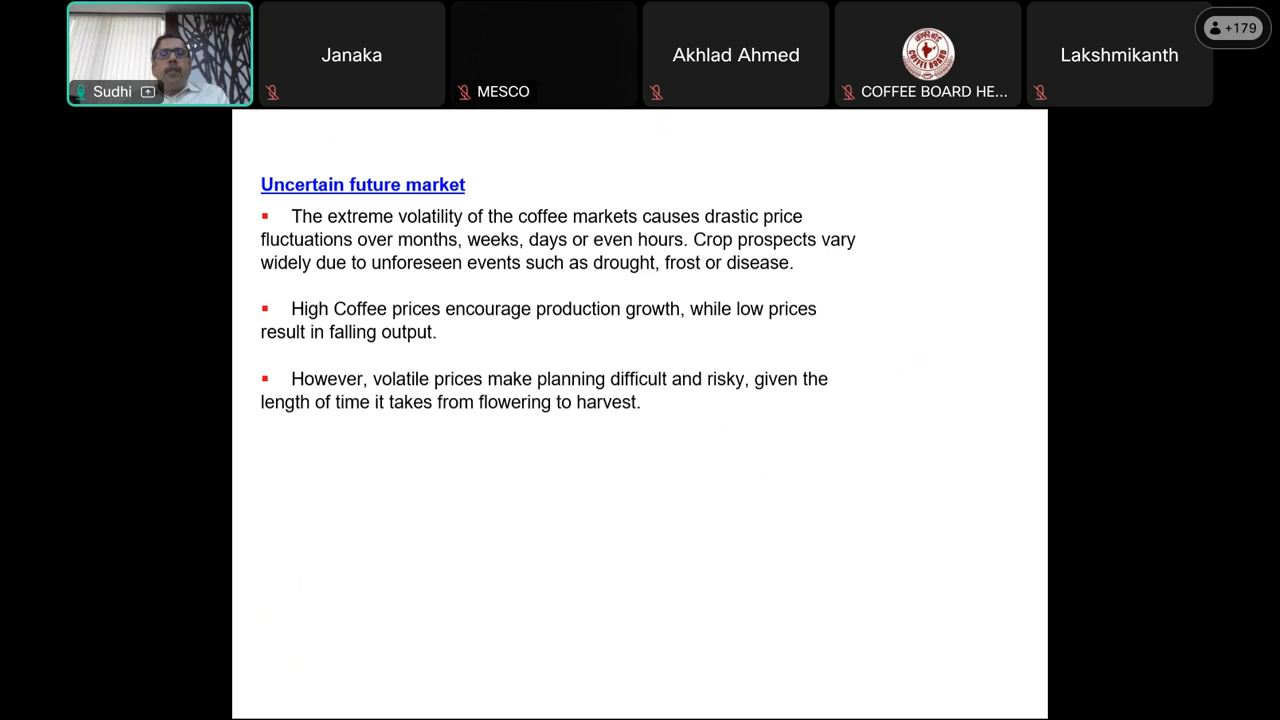 Sudhi
Janaka
MESCO
Akhlad Ahmed
COFFEE BOARD
COFFEE BOARD HE...
Lakshmikanth
+179
Uncertain future market
▪ The extreme volatility of the coffee markets causes drastic price
fluctuations over months, weeks, days or even hours. Crop prospects vary
widely due to unforeseen events such as drought, frost or disease.
▪ High Coffee prices encourage production growth, while low prices
result in falling output.
▪ However, volatile prices make planning difficult and risky, given the
length of time it takes from flowering to harvest.